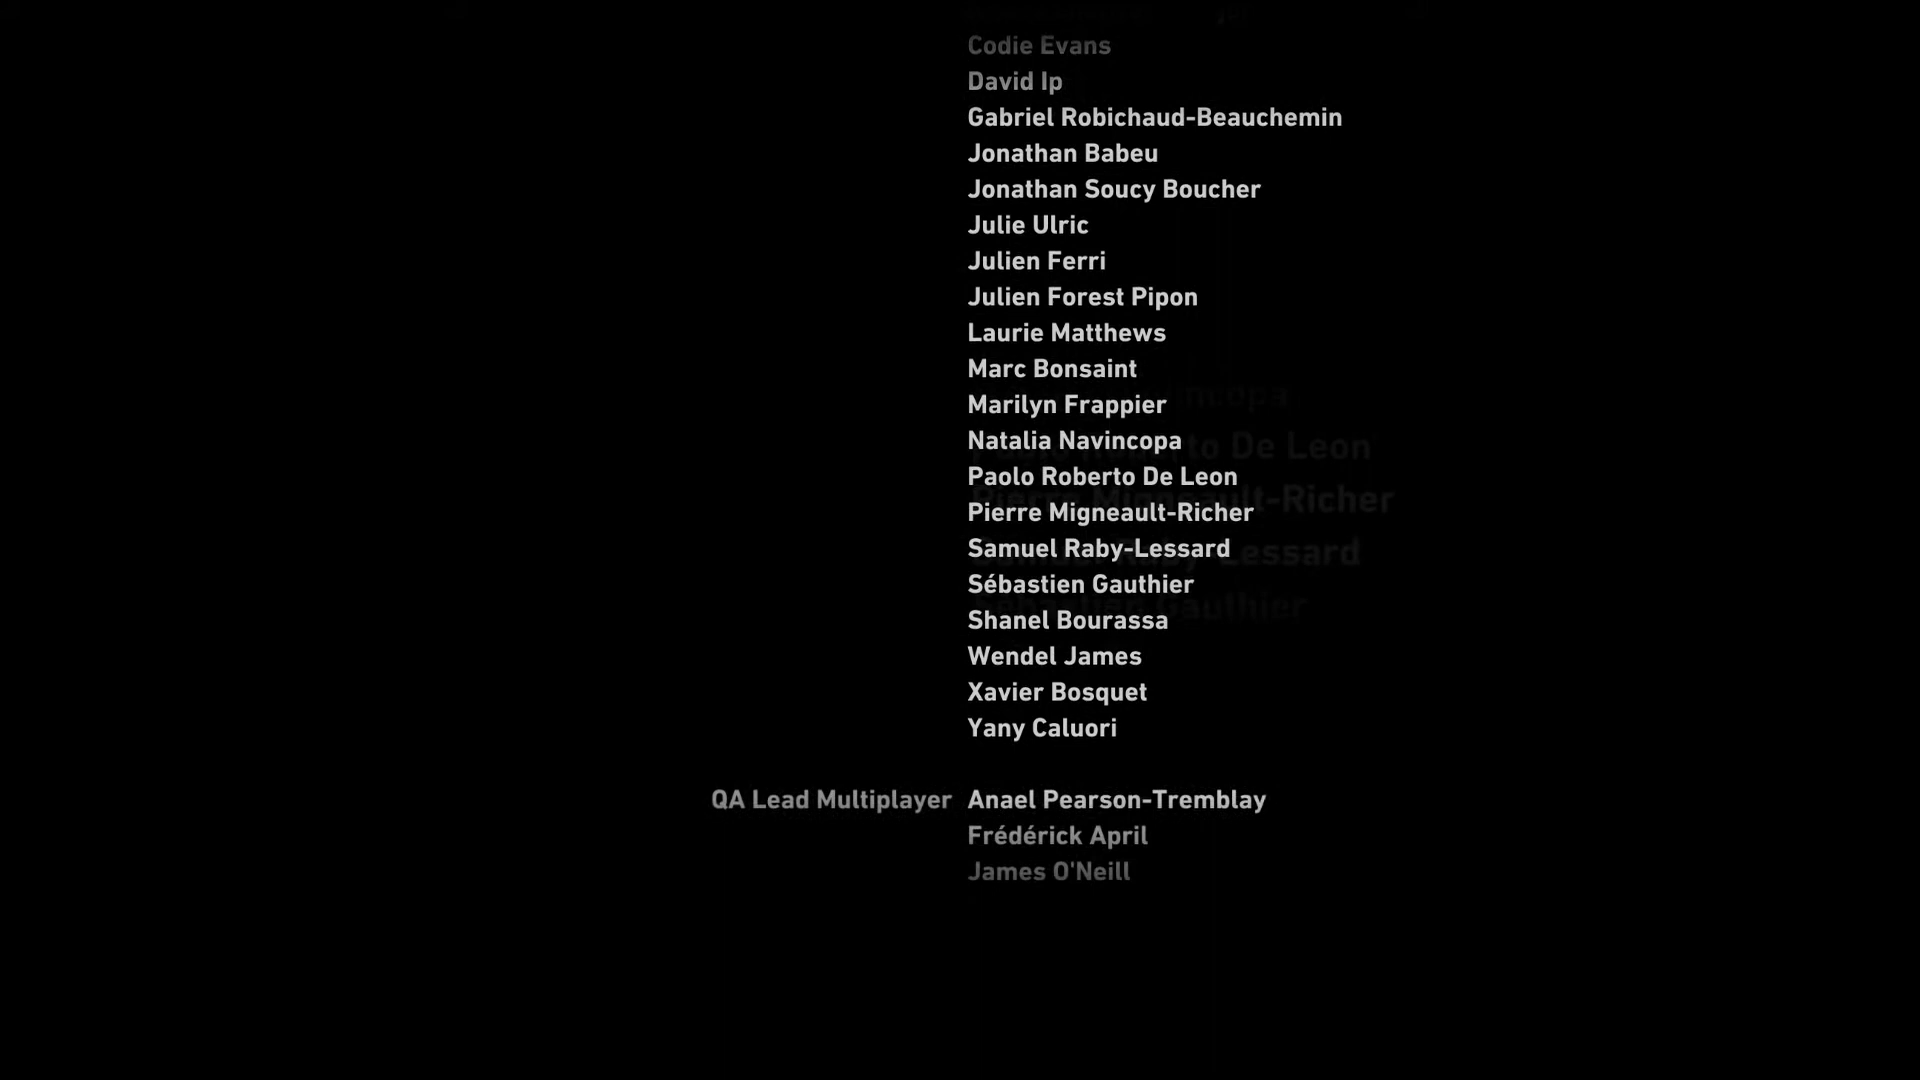 Codie Evans
David Ip
Gabriel Robichaud-Beauchemin
Jonathan Babeu
Jonathan Soucy Boucher
Julie Ulric
Julien Ferri
Julien Forest Pipon
Laurie Matthews
Marc Bonsaint
Marilyn Frappier
Natalia Navincopa
Paolo Roberto De Leon
Pierre Migneault-Richer
Samuel Raby-Lessard
Sébastien Gauthier
Shanel Bourassa
Wendel James
Xavier Bosquet
Yany Caluori
QA Lead Multiplayer Anael Pearson-Tremblay
Frédérick April
James O'Neill